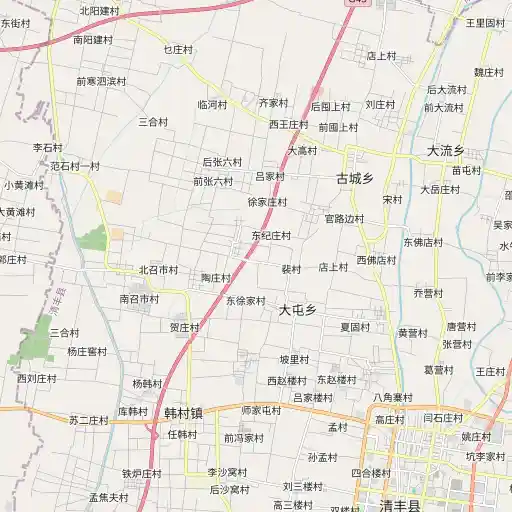 北阳建村
G45
东街村
王里固村
南阳建村
乜庄村
店上村
魏庄村
前寒泗滨村
后大流村
齐家村
临河村
后囤上村
刘庄村
前大流村
三合村
西王庄村
前囤上村
李石村
大高村
大流乡
范石村一村
后张六村
苗屯村
吕家村
古城乡
小黄滩村
前张六村
大岳庄村
宋村
徐家庄村
大黄滩村
官路边村
吴家
东纪庄村
东佛店村
水牛
郭庄村
西佛店村
北召市村
裴村
店上村
陶庄村
前李家
清丰县
南召市村
东徐家村
乔营村
大屯乡
贺庄村
夏固村
唐营村
三合村
黄营村
张营村
杨庄窑村
坡里村
葛营村
西刘庄村
杨韩村
西赵楼村
东赵楼村
王庄村
吕家楼村
八角寨村
库韩村
韩村镇
师家屯村
苏二庄村
高庄村
闫石庄村
任韩村
孟村
前冯家村
姚庄村
孙孟村
坑李家村
铁炉庄村
李沙窝村
四合楼村
孟焦夫村
后沙窝村
刘三楼村
高三楼村
双楼村
清丰县